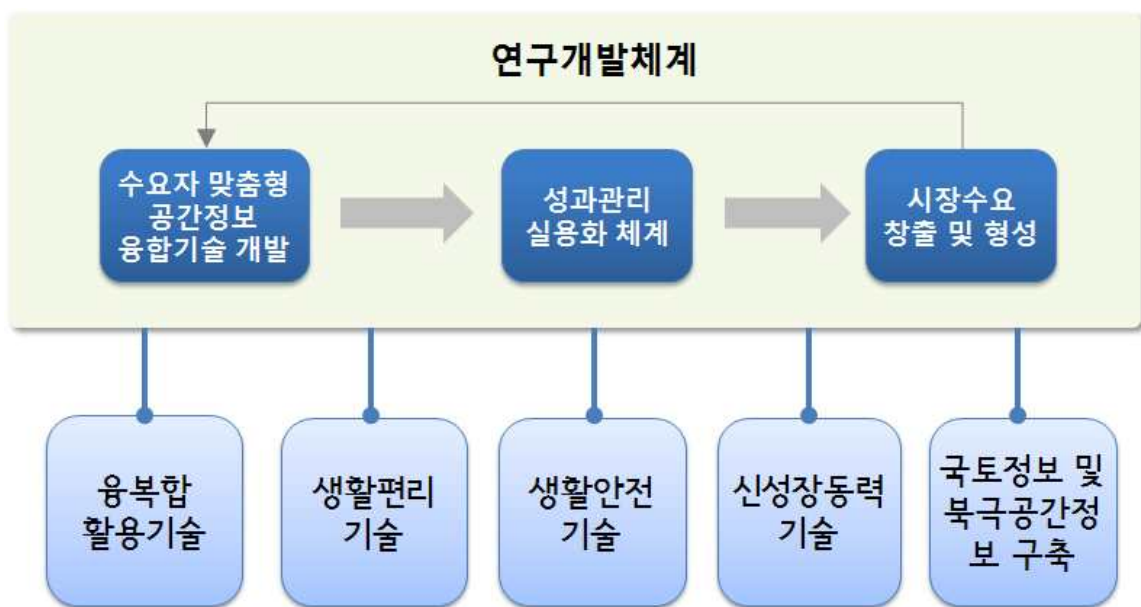 연구개발체계
수요자 맞춤형
공간정보
융합기술 개발
성과관리
실용화 체계
시장수요
창출 및 형성
융복합
활용기술
생활편리
기술
생활안전
기술
신성장동력
기술
국토정보 및
북극공간정
보 구축